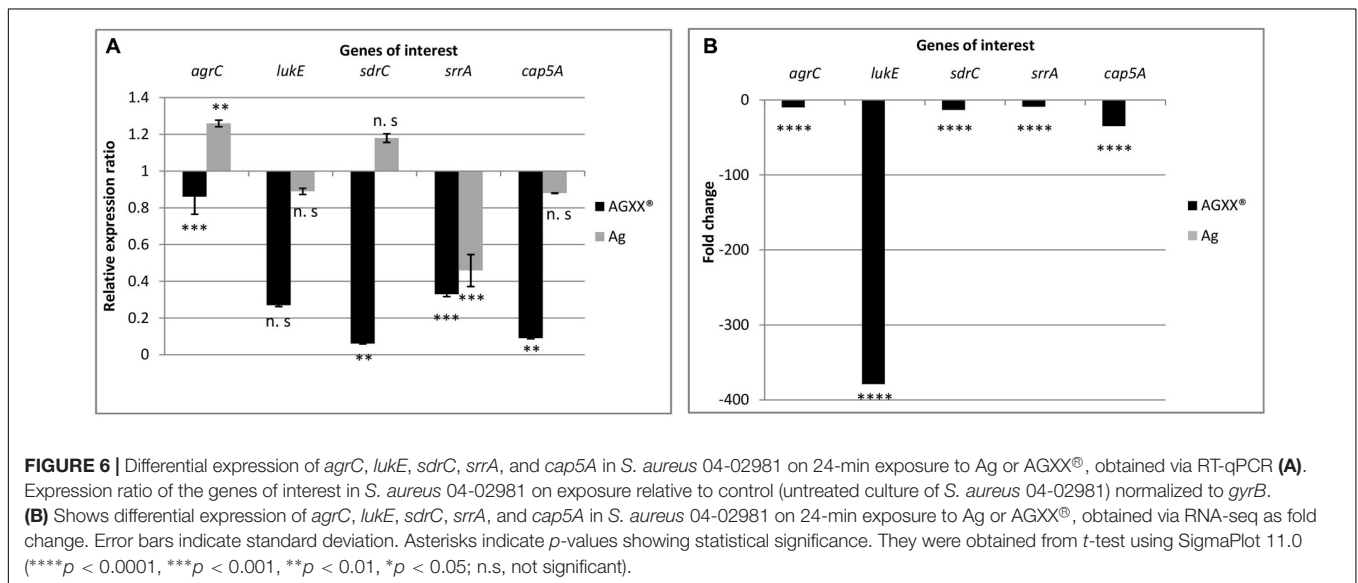 A
Genes of interest
agrC lukE sdrC srrA cap5A
Relative expression ratio
1.4
1.2
1
0.8
0.6
0.4
0.2
0
**
n. s
n. s
n. s
***
n. s
**
***
***
**
AGXX®
Ag
B
Genes of interest
agrC lukE sdrC srrA cap5A
Fold change
0
-100
-200
-300
-400
****
****
****
****
****
AGXX®
Ag
FIGURE 6 | Differential expression of agrC, lukE, sdrC, srrA, and cap5A in S. aureus 04-02981 on 24-min exposure to Ag or AGXX®, obtained via RT-qPCR (A).
Expression ratio of the genes of interest in S. aureus 04-02981 on exposure relative to control (untreated culture of S. aureus 04-02981) normalized to gyrB.
(B) Shows differential expression of agrC, lukE, sdrC, srrA, and cap5A in S. aureus 04-02981 on 24-min exposure to Ag or AGXX®, obtained via RNA-seq as fold
change. Error bars indicate standard deviation. Asterisks indicate p-values showing statistical significance. They were obtained from t-test using SigmaPlot 11.0
(****p < 0.0001, ***p < 0.001, **p < 0.01, *p < 0.05; n.s, not significant).